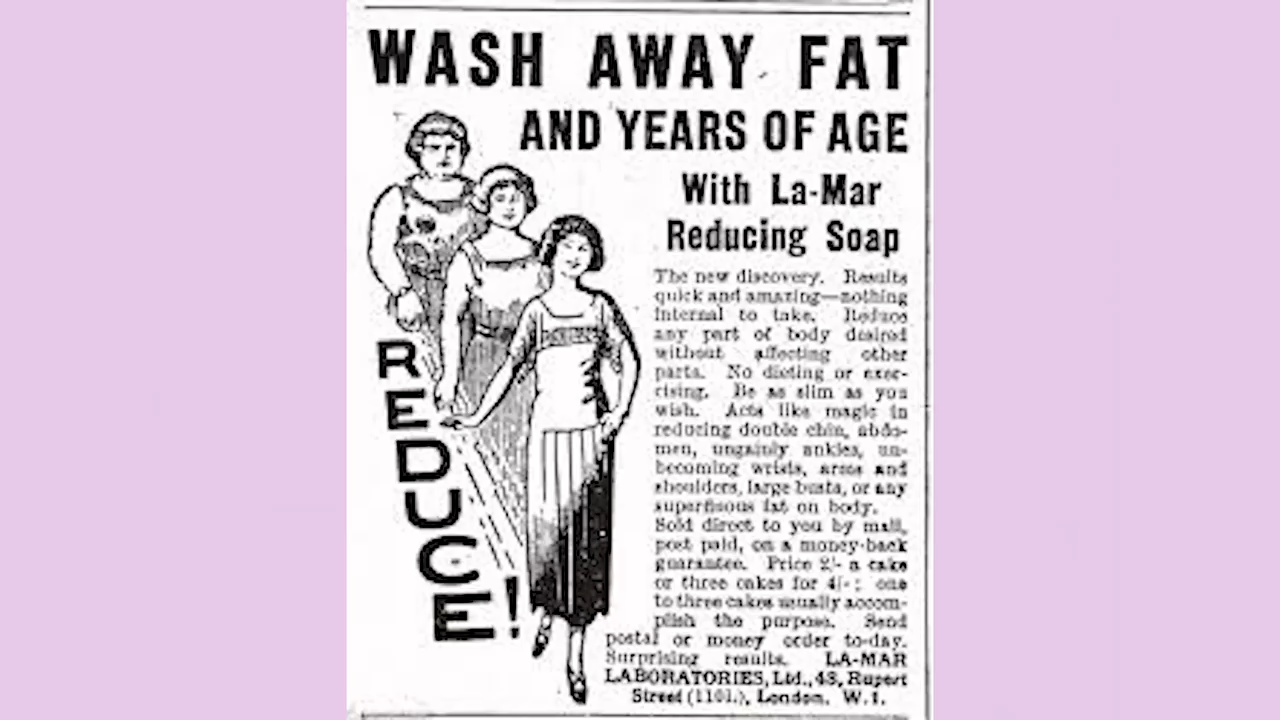 WASH AWAY FAT
AND YEARS OF AGE
With La-Mar
Reducing Soap
The new discovery. Results
quick and amazing—nothing
internal to take. Reduce
any part of body desired
without affecting other
parts. No dieting or exer-
cising. Be as slim as you
wish. Acts like magic in
reducing double chin, abdo-
men, ungainly ankles, un-
becoming wrists, arms and
shoulders, large busts, or any
superfluous fat on body.
Sold direct to you by mail,
post paid, on a money-back
guarantee. Price 2/- a cake
or three cakes for 4/-; one
to three cakes usually accom-
plish the purpose. Send
postal or money order to-day.
Surprising results. LA-MAR
LABORATORIES, Ltd., 48, Rupert
Street (110L), London. W.1.
REDUCE!